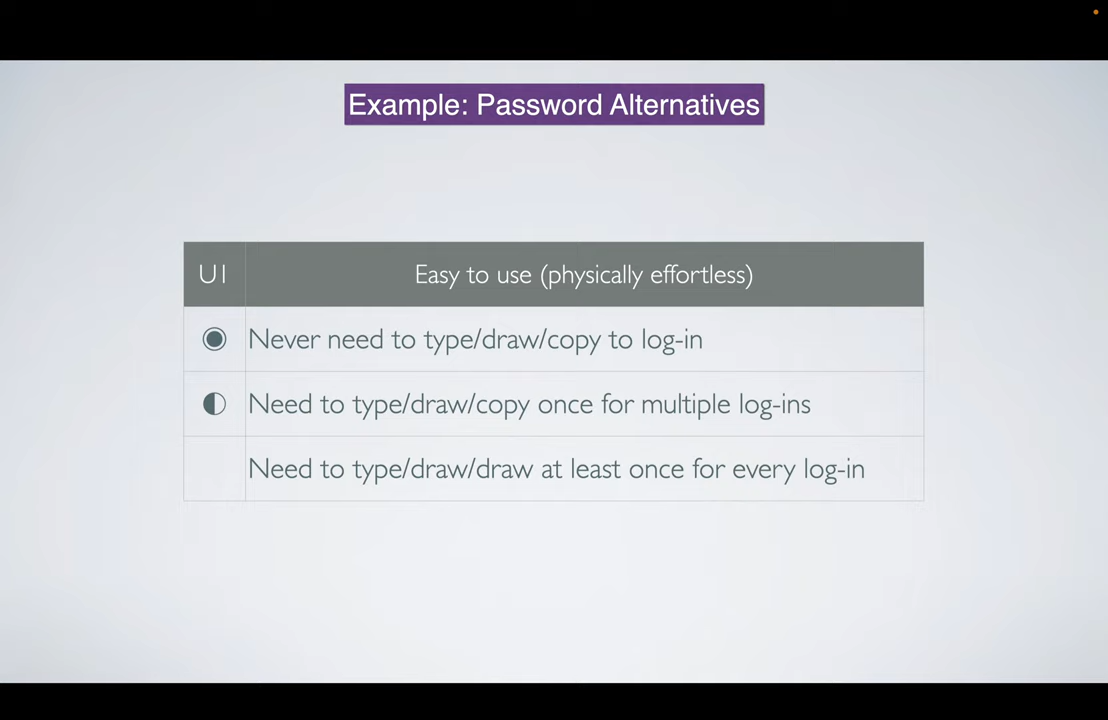 Example: Password Alternatives
U1 Easy to use (physically effortless)
Never need to type/draw/copy to log-in
Need to type/draw/copy once for multiple log-ins
Need to type/draw/draw at least once for every log-in